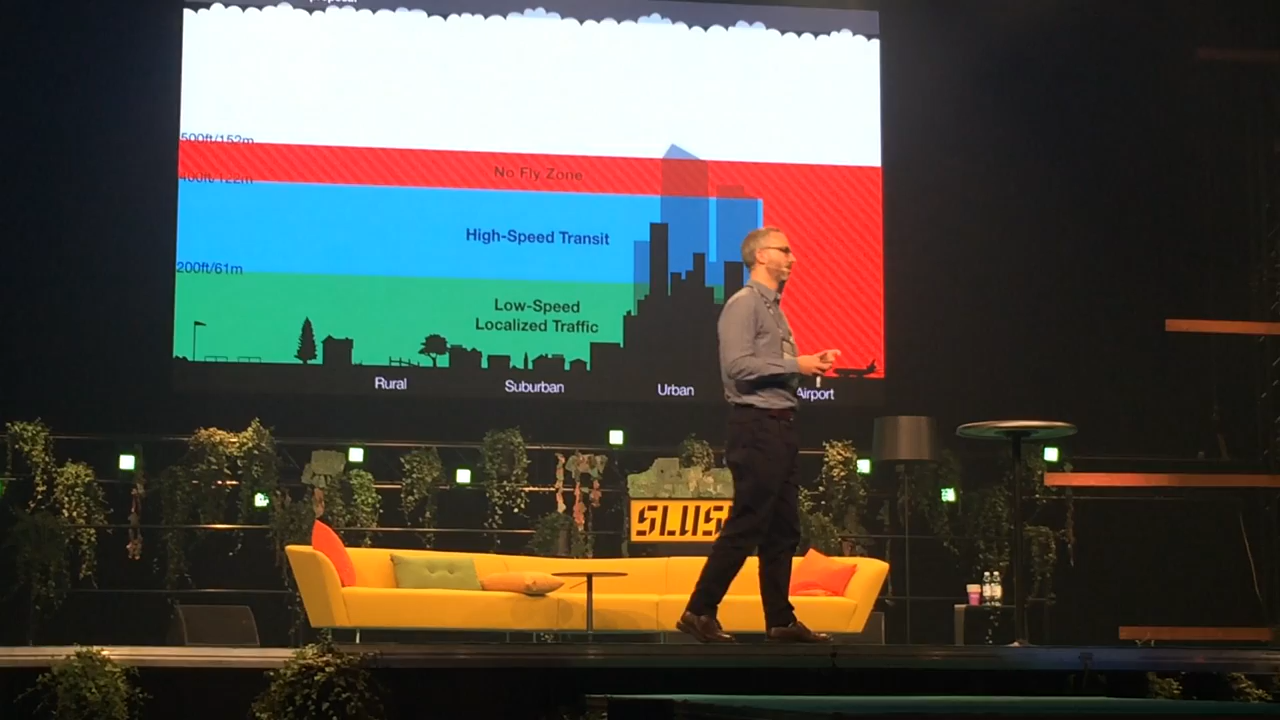 proposal
500ft/152m
No Fly Zone
400ft/122m
High-Speed Transit
200ft/61m
Low-Speed
Localized Traffic
Rural
Suburban
Urban
Airport
SLUSH